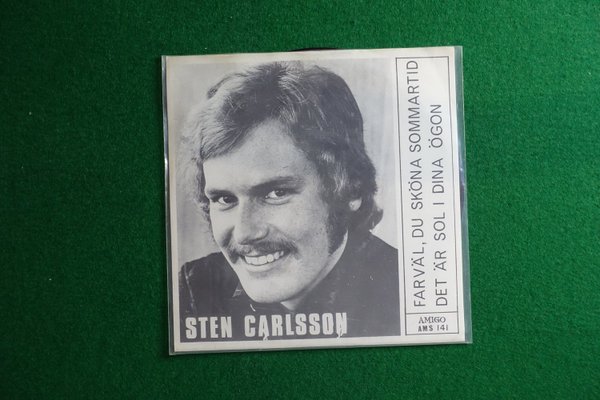 STEN CARLSSON
FARVÄL, DU SKÖNA SOMMARTID
DET ÄR SOL I DINA ÖGON
AMIGO
AMS 141